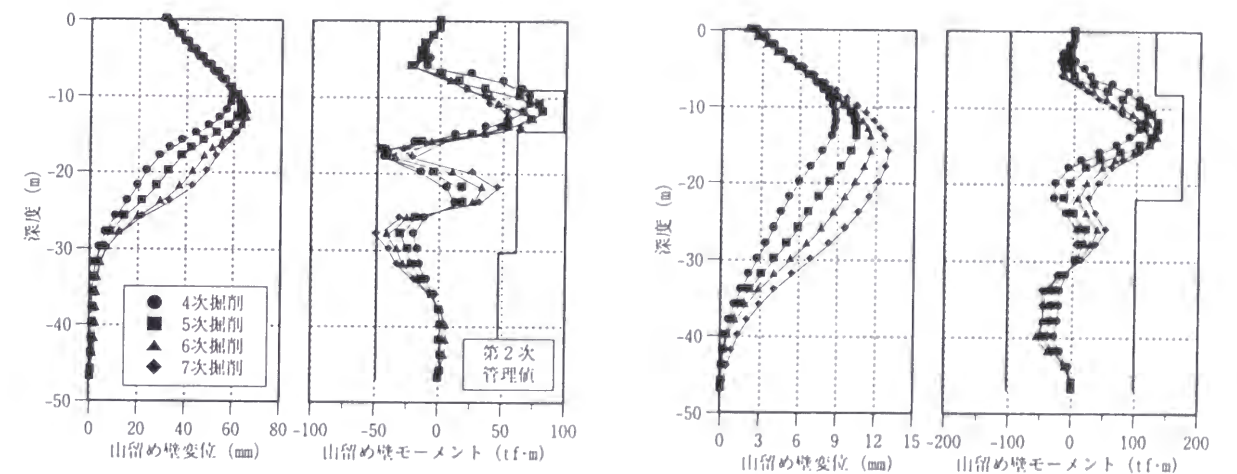 0
-10
-20
-30
-40
-50
深度 (m)
0 20 40 60 80
山留め壁変位 (mm)
4次掘削
5次掘削
6次掘削
7次掘削
-100 -50 0 50 100
山留め壁モーメント (tf·m)
第2次
管理値
0
-10
-20
-30
-40
-50
深度 (m)
0 3 6 9 12 15
山留め壁変位 (mm)
-200 -100 0 100 200
山留め壁モーメント (tf·m)